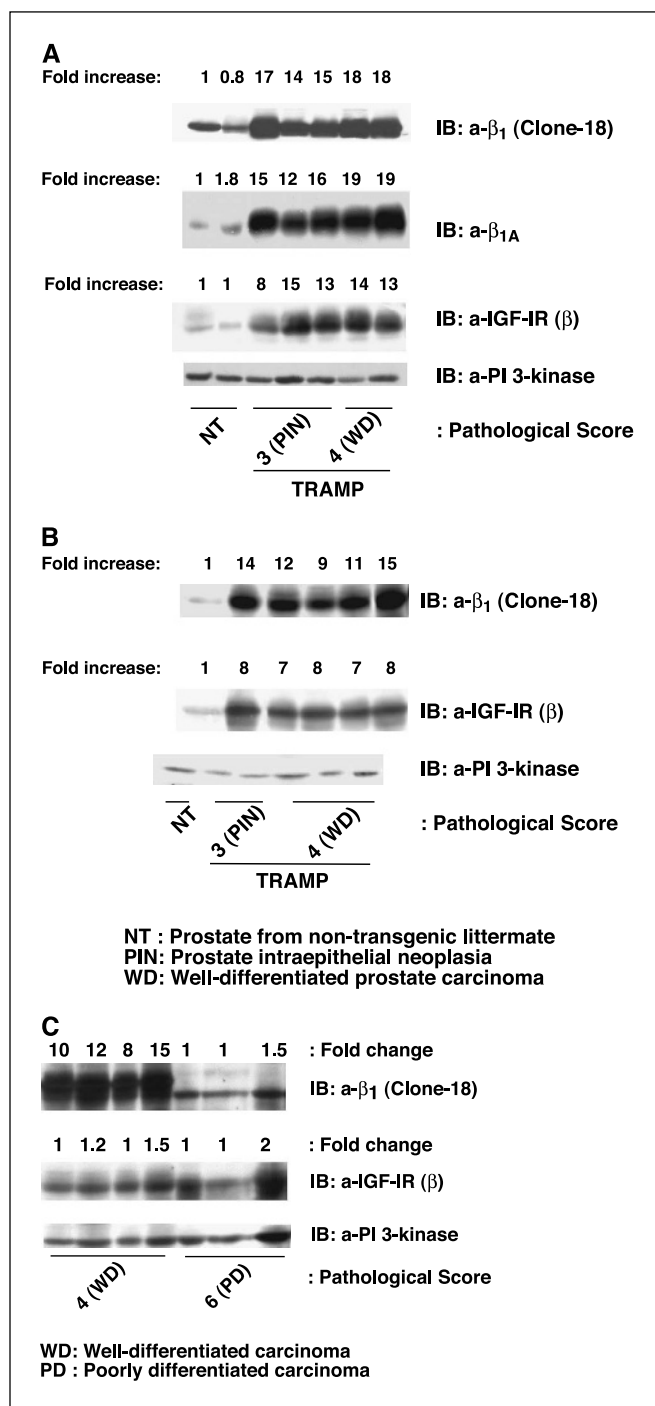 A
Fold increase: 1 0.8 17 14 15 18 18
IB: a-β1 (Clone-18)
Fold increase: 1 1.8 15 12 16 19 19
IB: a-β1A
Fold increase: 1 1 8 15 13 14 13
IB: a-IGF-IR (β)
IB: a-PI 3-kinase
NT 3 (PIN) 4 (WD) : Pathological Score
TRAMP
B
Fold increase: 1 14 12 9 11 15
IB: a-β1 (Clone-18)
Fold increase: 1 8 7 8 7 8
IB: a-IGF-IR (β)
IB: a-PI 3-kinase
NT 3 (PIN) 4 (WD) : Pathological Score
TRAMP
NT : Prostate from non-transgenic littermate
PIN: Prostate intraepithelial neoplasia
WD: Well-differentiated prostate carcinoma
C
10 12 8 15 1 1 1.5 : Fold change
IB: a-β1 (Clone-18)
1 1.2 1 1.5 1 1 2 : Fold change
IB: a-IGF-IR (β)
IB: a-PI 3-kinase
4 (WD) 6 (PD) : Pathological Score
WD: Well-differentiated carcinoma
PD : Poorly differentiated carcinoma